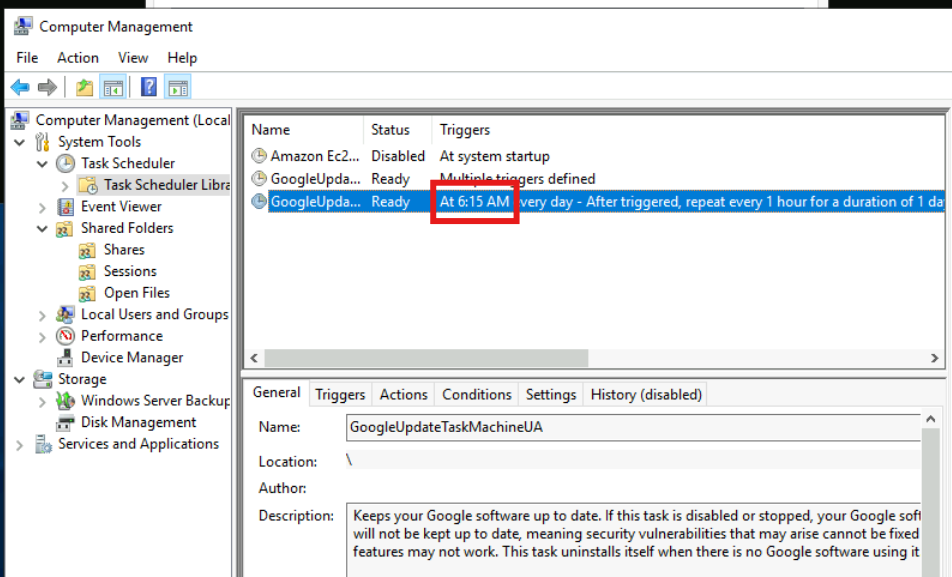 Computer Management
File Action View Help
Computer Management (Local
System Tools
Task Scheduler
Task Scheduler Libra
Event Viewer
Shared Folders
Shares
Sessions
Open Files
Local Users and Groups
Performance
Device Manager
Storage
Windows Server Backup
Disk Management
Services and Applications
Name Status Triggers
Amazon Ec2... Disabled At system startup
GoogleUpda... Ready Multiple triggers defined
GoogleUpda... Ready At 6:15 AM every day - After triggered, repeat every 1 hour for a duration of 1 da
General Triggers Actions Conditions Settings History (disabled)
Name: GoogleUpdateTaskMachineUA
Location: \
Author:
Description: Keeps your Google software up to date. If this task is disabled or stopped, your Google soft
will not be kept up to date, meaning security vulnerabilities that may arise cannot be fixed
features may not work. This task uninstalls itself when there is no Google software using it